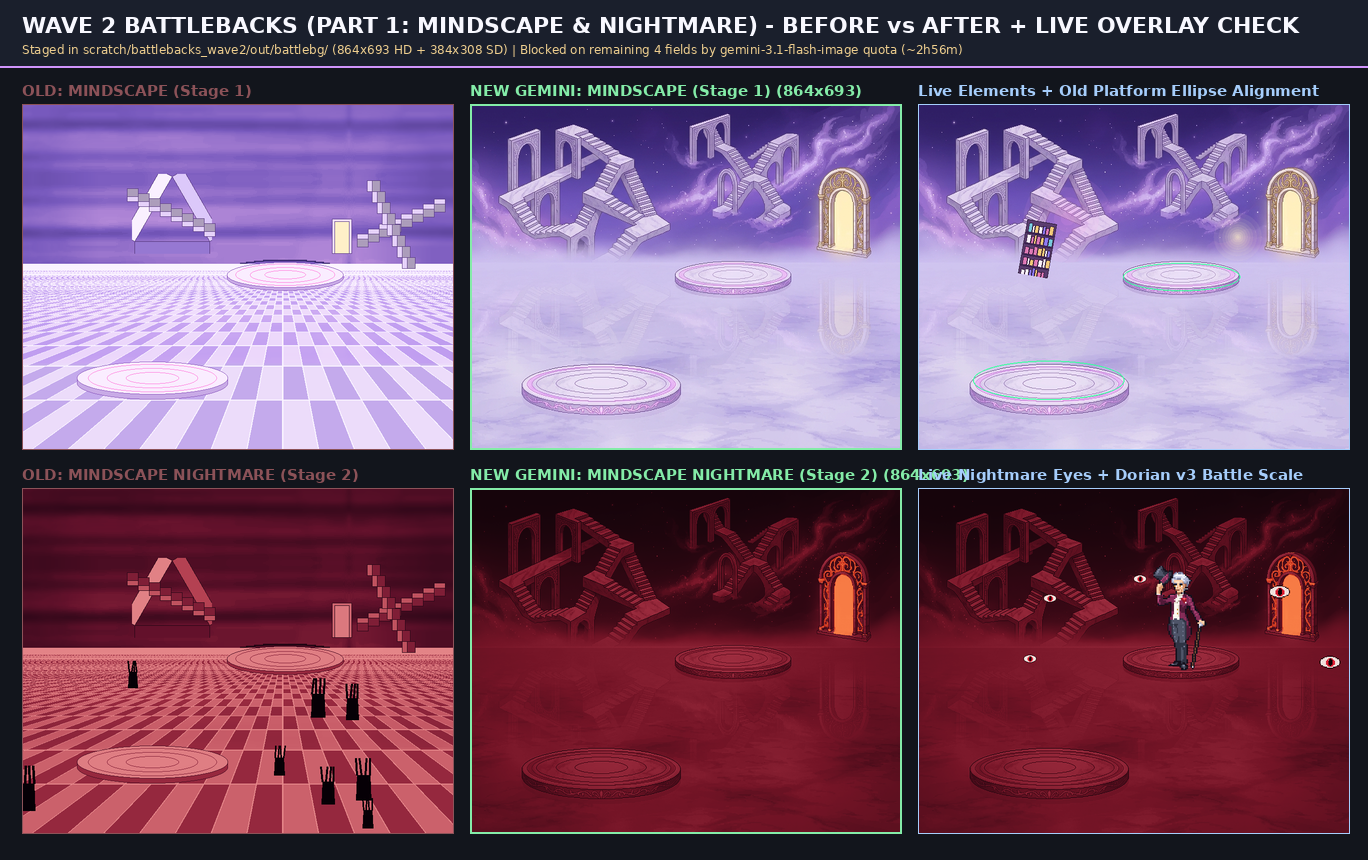 WAVE 2 BATTLEBACKS (PART 1: MINDSCAPE & NIGHTMARE) - BEFORE vs AFTER + LIVE OVERLAY CHECK
Staged in scratch/battlebacks_wave2/out/battlebg/ (864x693 HD + 384x308 SD) | Blocked on remaining 4 fields by gemini-3.1-flash-image quota (~2h56m)
OLD: MINDSCAPE (Stage 1)
NEW GEMINI: MINDSCAPE (Stage 1) (864x693)
Live Elements + Old Platform Ellipse Alignment
OLD: MINDSCAPE NIGHTMARE (Stage 2)
NEW GEMINI: MINDSCAPE NIGHTMARE (Stage 2) (864x693)
Live Nightmare Eyes + Dorian v3 Battle Scale